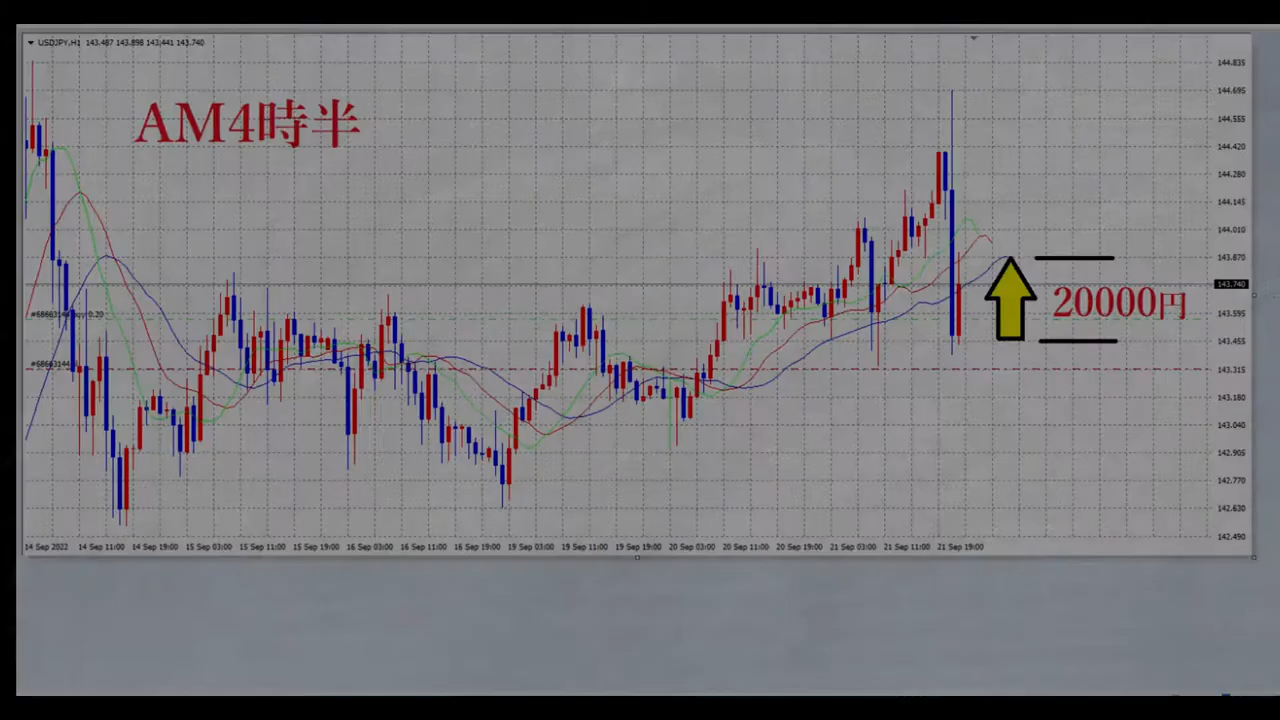 USDJPY,H1 143.487 143.898 143.441 143.740
AM4時半
20000円
144.835
144.695
144.555
144.420
144.280
144.145
144.010
143.870
143.740
143.595
143.455
143.315
143.180
143.040
142.905
142.770
142.630
142.490
14 Sep 2022
14 Sep 11:00
14 Sep 19:00
15 Sep 03:00
15 Sep 11:00
15 Sep 19:00
16 Sep 03:00
16 Sep 11:00
16 Sep 19:00
19 Sep 03:00
19 Sep 11:00
19 Sep 19:00
20 Sep 03:00
20 Sep 11:00
20 Sep 19:00
21 Sep 03:00
21 Sep 11:00
21 Sep 19:00